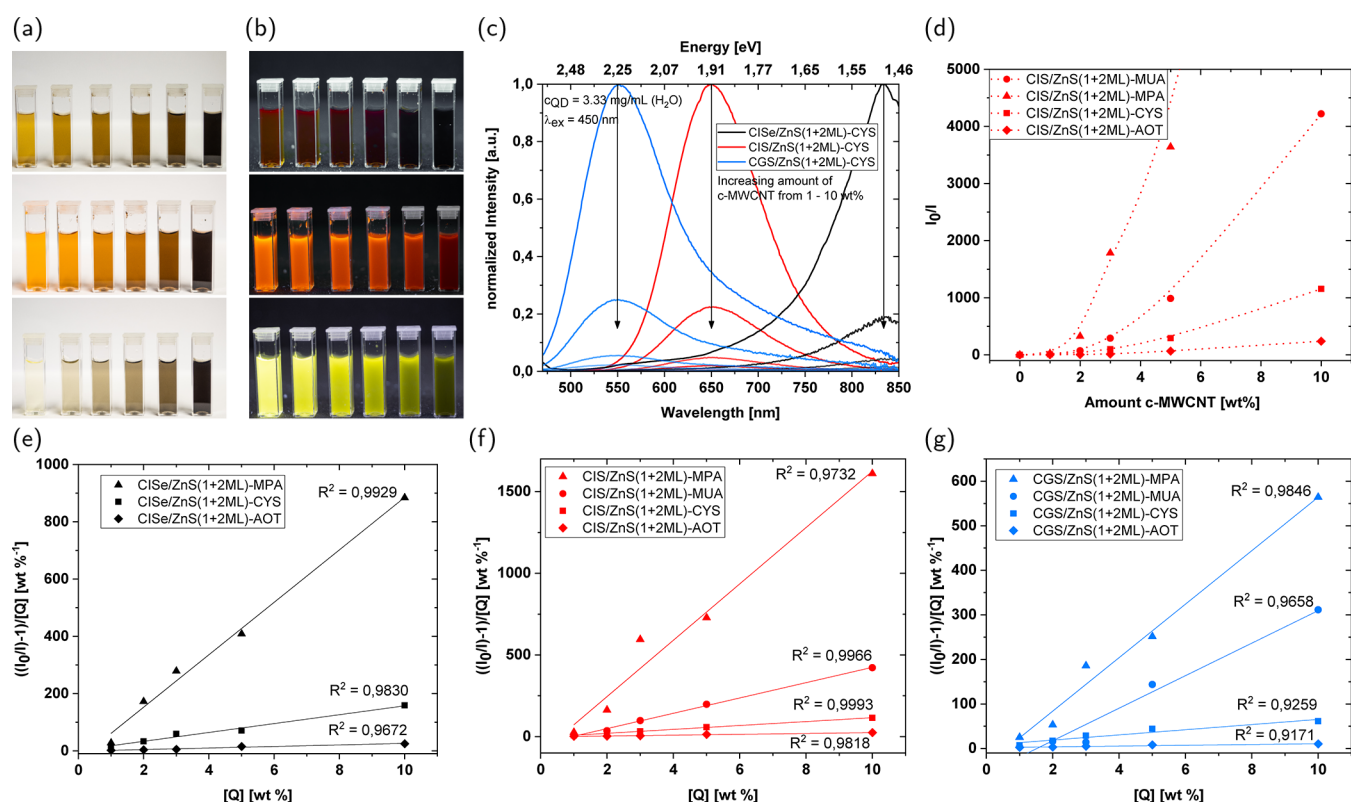 (a)
(b)
(c)
Energy [eV]
2,48 2,25 2,07 1,91 1,77 1,65 1,55 1,46
normalized Intensity [a.u.]
1,0
0,8
0,6
0,4
0,2
0,0
cQD = 3.33 mg/mL (H2O)
λex = 450 nm
CISe/ZnS(1+2ML)-CYS
CIS/ZnS(1+2ML)-CYS
CGS/ZnS(1+2ML)-CYS
Increasing amount of
c-MWCNT from 1 - 10 wt%
500 550 600 650 700 750 800 850
Wavelength [nm]
(d)
I0/I
5000
4000
3000
2000
1000
0
CIS/ZnS(1+2ML)-MUA
CIS/ZnS(1+2ML)-MPA
CIS/ZnS(1+2ML)-CYS
CIS/ZnS(1+2ML)-AOT
0 2 4 6 8 10
Amount c-MWCNT [wt%]
(e)
((I0/I)-1)/[Q] [wt %-1]
1000
800
600
400
200
0
CISe/ZnS(1+2ML)-MPA
CISe/ZnS(1+2ML)-CYS
CISe/ZnS(1+2ML)-AOT
R2 = 0,9929
R2 = 0,9830
R2 = 0,9672
0 2 4 6 8 10
[Q] [wt %]
(f)
((I0/I)-1)/[Q] [wt %-1]
1500
1000
500
0
CIS/ZnS(1+2ML)-MPA
CIS/ZnS(1+2ML)-MUA
CIS/ZnS(1+2ML)-CYS
CIS/ZnS(1+2ML)-AOT
R2 = 0,9732
R2 = 0,9966
R2 = 0,9993
R2 = 0,9818
0 2 4 6 8 10
[Q] [wt %]
(g)
((I0/I)-1)/[Q] [wt %-1]
600
500
400
300
200
100
0
CGS/ZnS(1+2ML)-MPA
CGS/ZnS(1+2ML)-MUA
CGS/ZnS(1+2ML)-CYS
CGS/ZnS(1+2ML)-AOT
R2 = 0,9846
R2 = 0,9658
R2 = 0,9259
R2 = 0,9171
0 2 4 6 8 10
[Q] [wt %]